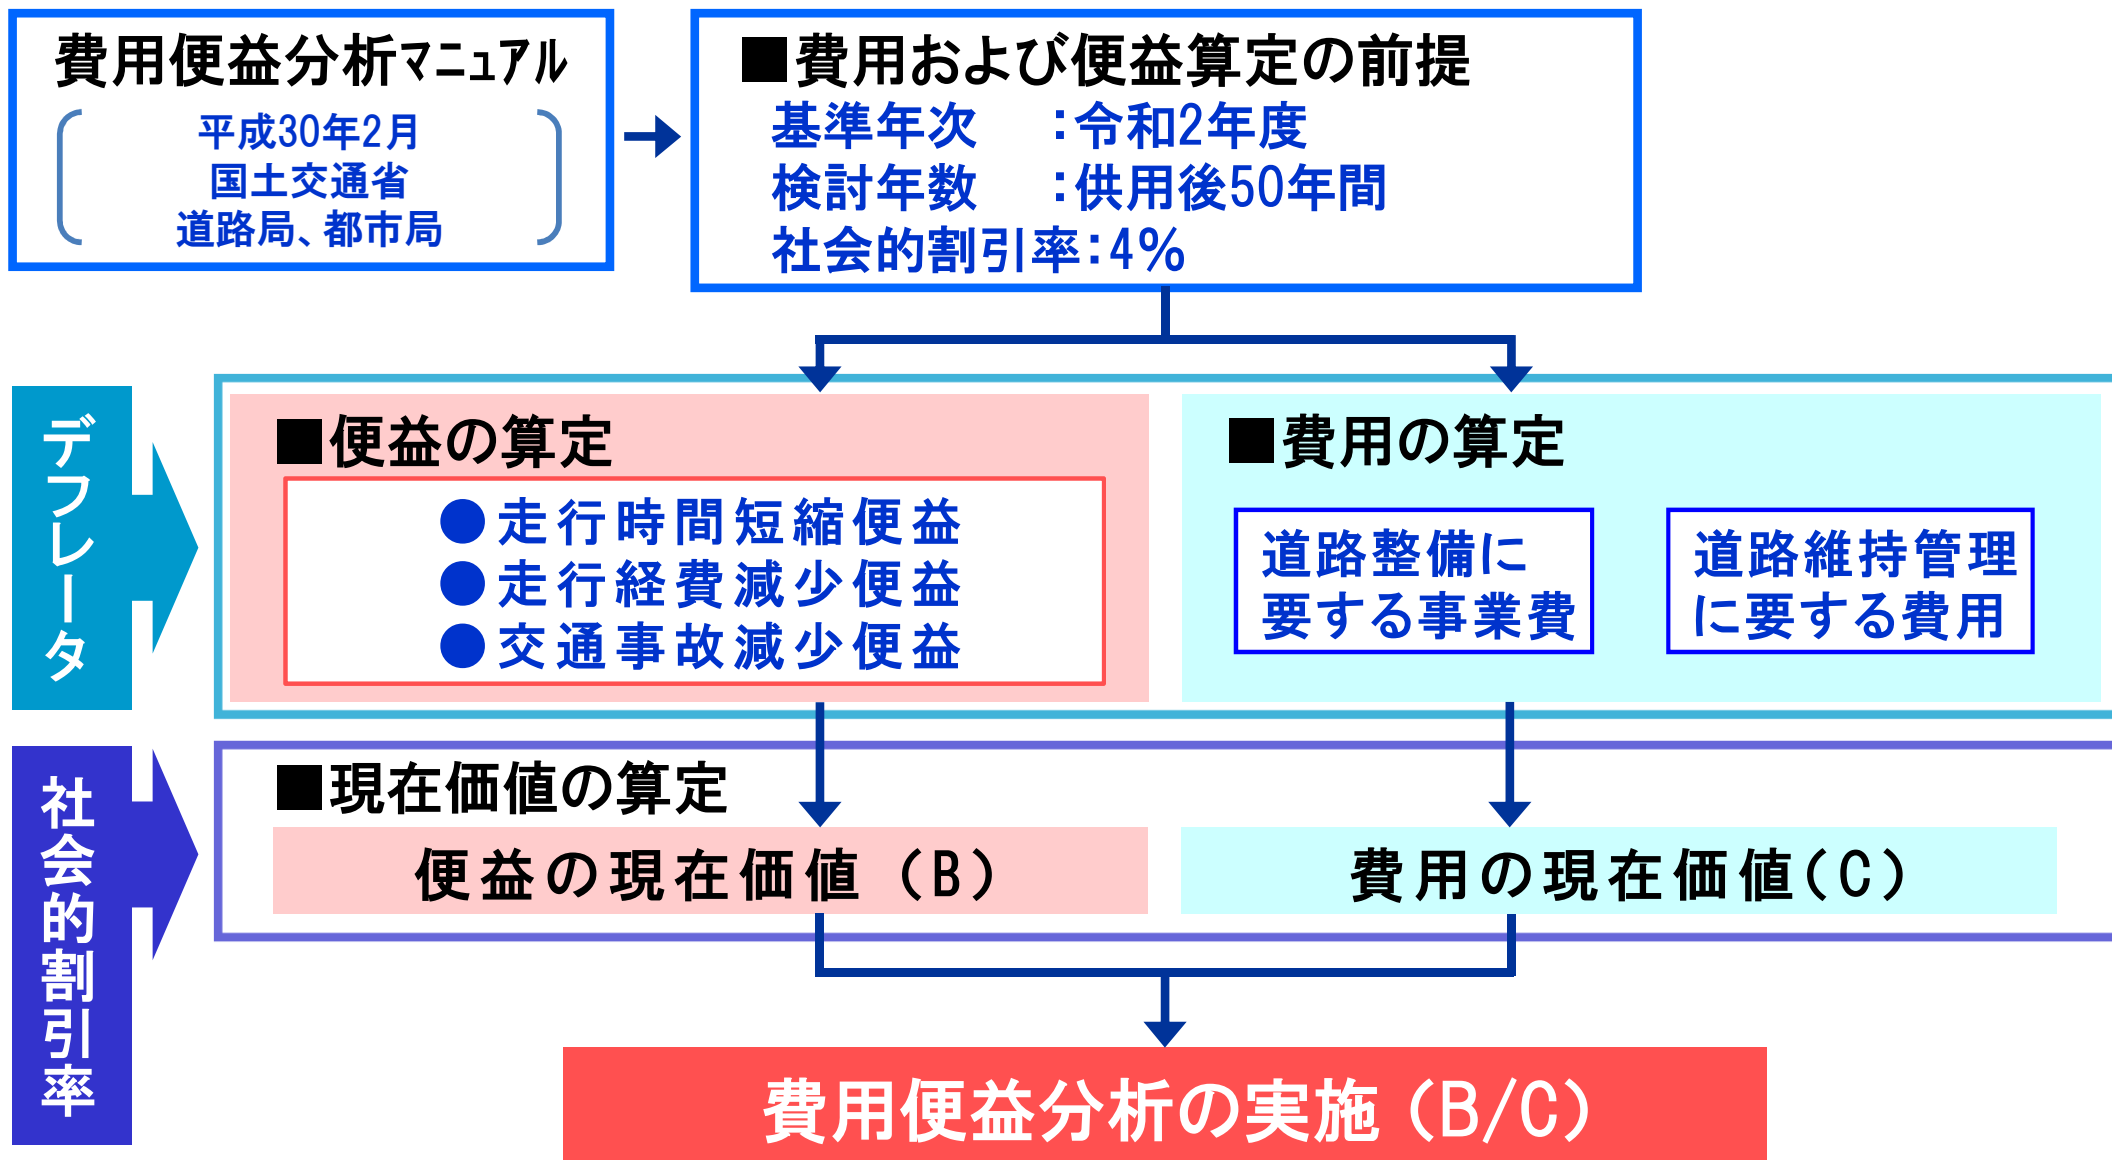 費用便益分析マニュアル
平成30年2月
国土交通省
道路局、都市局
■費用および便益算定の前提
基準年次　：令和2年度
検討年数　：供用後50年間
社会的割引率：4％
デフレータ
■便益の算定
●走行時間短縮便益
●走行経費減少便益
●交通事故減少便益
■費用の算定
道路整備に
要する事業費
道路維持管理
に要する費用
社会的割引率
■現在価値の算定
便益の現在価値（B）
費用の現在価値（C）
費用便益分析の実施（B/C）